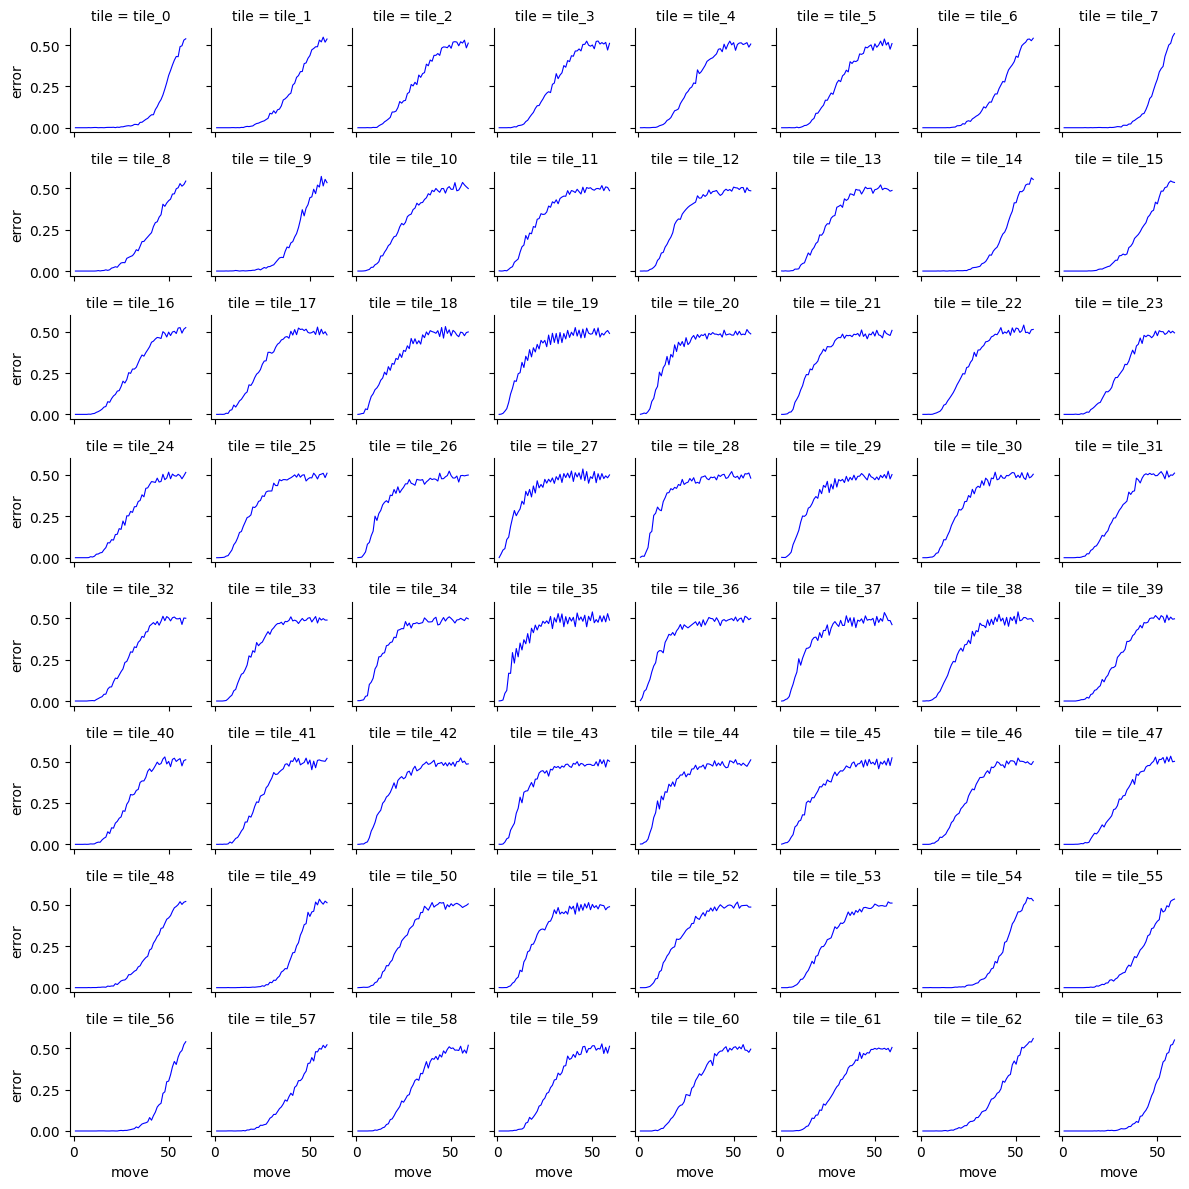 tile = tile_0 tile = tile_1 tile = tile_2 tile = tile_3 tile = tile_4 tile = tile_5 tile = tile_6 tile = tile_7
0.50
0.25
0.00
error
tile = tile_8 tile = tile_9 tile = tile_10 tile = tile_11 tile = tile_12 tile = tile_13 tile = tile_14 tile = tile_15
0.50
0.25
0.00
error
tile = tile_16 tile = tile_17 tile = tile_18 tile = tile_19 tile = tile_20 tile = tile_21 tile = tile_22 tile = tile_23
0.50
0.25
0.00
error
tile = tile_24 tile = tile_25 tile = tile_26 tile = tile_27 tile = tile_28 tile = tile_29 tile = tile_30 tile = tile_31
0.50
0.25
0.00
error
tile = tile_32 tile = tile_33 tile = tile_34 tile = tile_35 tile = tile_36 tile = tile_37 tile = tile_38 tile = tile_39
0.50
0.25
0.00
error
tile = tile_40 tile = tile_41 tile = tile_42 tile = tile_43 tile = tile_44 tile = tile_45 tile = tile_46 tile = tile_47
0.50
0.25
0.00
error
tile = tile_48 tile = tile_49 tile = tile_50 tile = tile_51 tile = tile_52 tile = tile_53 tile = tile_54 tile = tile_55
0.50
0.25
0.00
error
tile = tile_56 tile = tile_57 tile = tile_58 tile = tile_59 tile = tile_60 tile = tile_61 tile = tile_62 tile = tile_63
0.50
0.25
0.00
error
0 50 0 50 0 50 0 50 0 50 0 50 0 50 0 50
move move move move move move move move